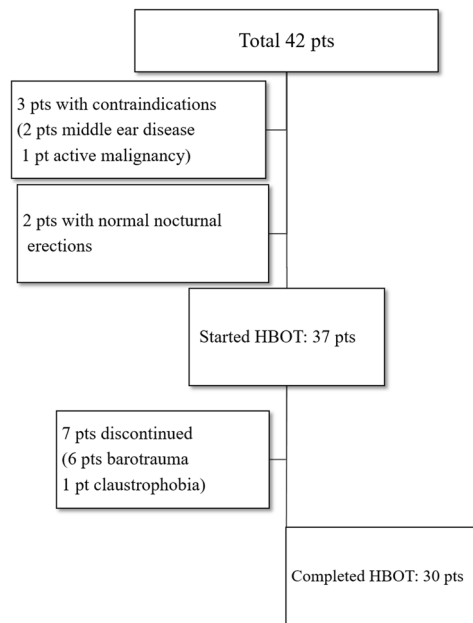 Total 42 pts
3 pts with contraindications
(2 pts middle ear disease
1 pt active malignancy)
2 pts with normal nocturnal
erections
Started HBOT: 37 pts
7 pts discontinued
(6 pts barotrauma
1 pt claustrophobia)
Completed HBOT: 30 pts